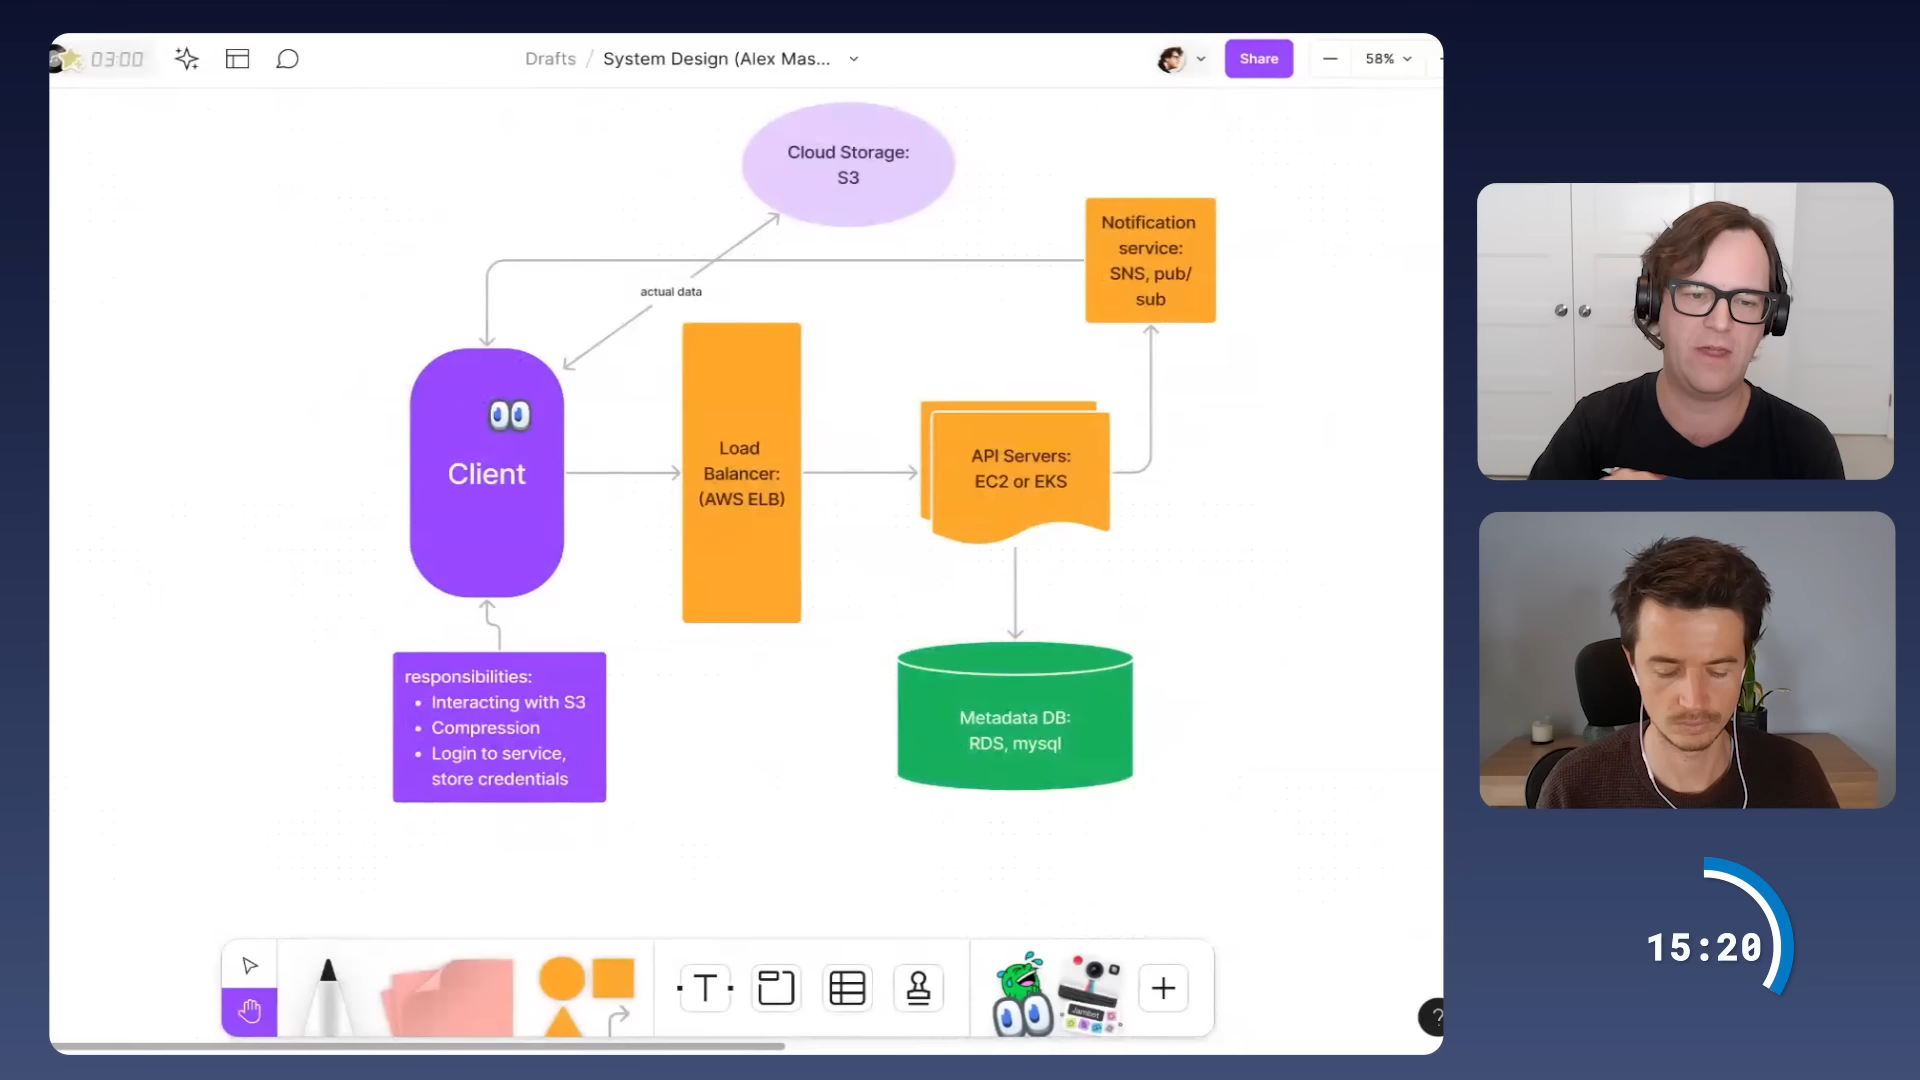 03:00
Drafts / System Design (Alex Mas...
Share
58%
Cloud Storage:
S3
Notification
service:
SNS, pub/
sub
actual data
Client
Load
Balancer:
(AWS ELB)
API Servers:
EC2 or EKS
responsibilities:
• Interacting with S3
• Compression
• Login to service,
store credentials
Metadata DB:
RDS, mysql
T
Jambot
?
15:20